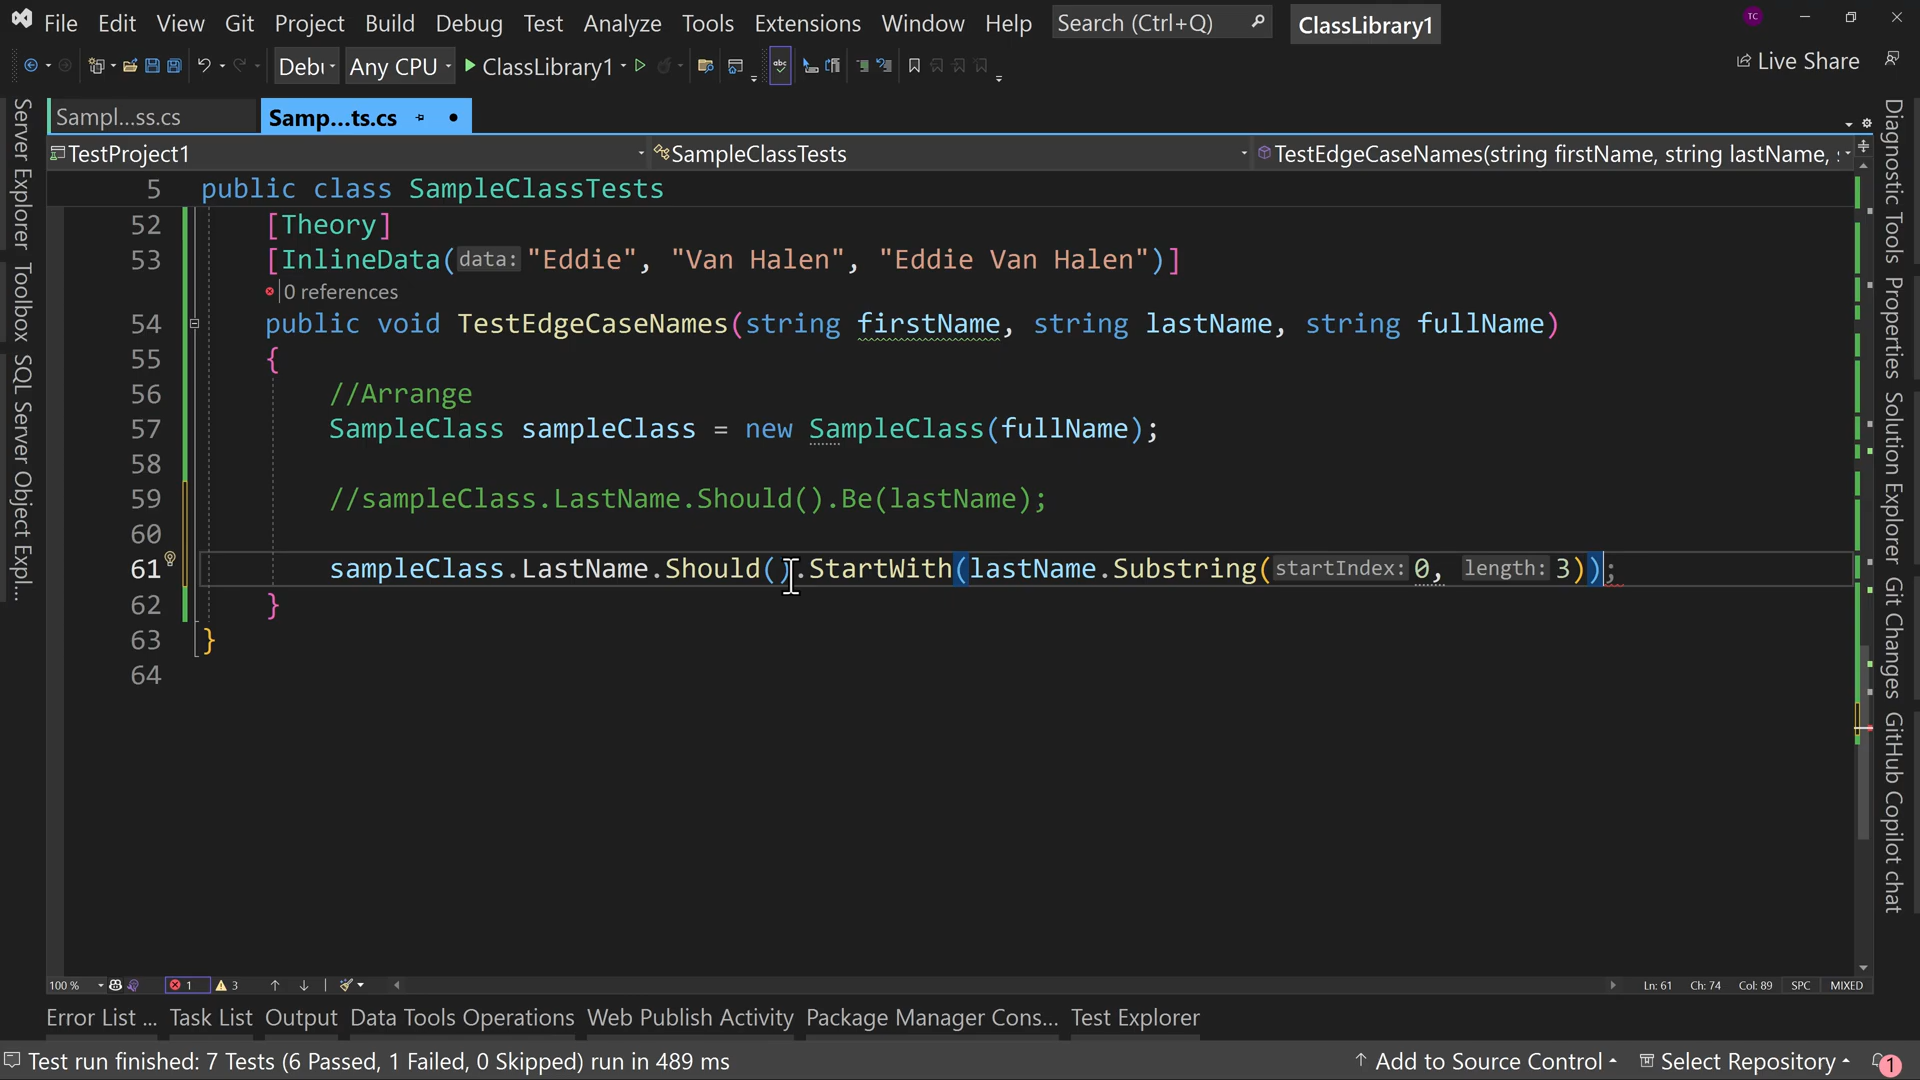 File Edit View Git Project Build Debug Test Analyze Tools Extensions Window Help Search (Ctrl+Q) ClassLibrary1
Any CPU ClassLibrary1 abc Live Share
Sampl...ss.cs Samp...ts.cs
TestProject1 SampleClassTests TestEdgeCaseNames(string firstName, string lastName,
5 public class SampleClassTests
52 [Theory]
53 [InlineData(data: "Eddie", "Van Halen", "Eddie Van Halen")]
0 references
54 public void TestEdgeCaseNames(string firstName, string lastName, string fullName)
55 {
56 //Arrange
57 SampleClass sampleClass = new SampleClass(fullName);
58
59 //sampleClass.LastName.Should().Be(lastName);
60
61 sampleClass.LastName.Should().StartWith(lastName.Substring(startIndex: 0, length: 3));
62 }
63 }
64
Server Explorer
Toolbox
SQL Server Object Expl...
Diagnostic Tools
Properties
Solution Explorer
Git Changes
GitHub Copilot chat
100 % 1 3 Ln: 61 Ch: 74 Col: 89 SPC MIXED
Error List ... Task List Output Data Tools Operations Web Publish Activity Package Manager Cons... Test Explorer
Test run finished: 7 Tests (6 Passed, 1 Failed, 0 Skipped) run in 489 ms Add to Source Control Select Repository 1